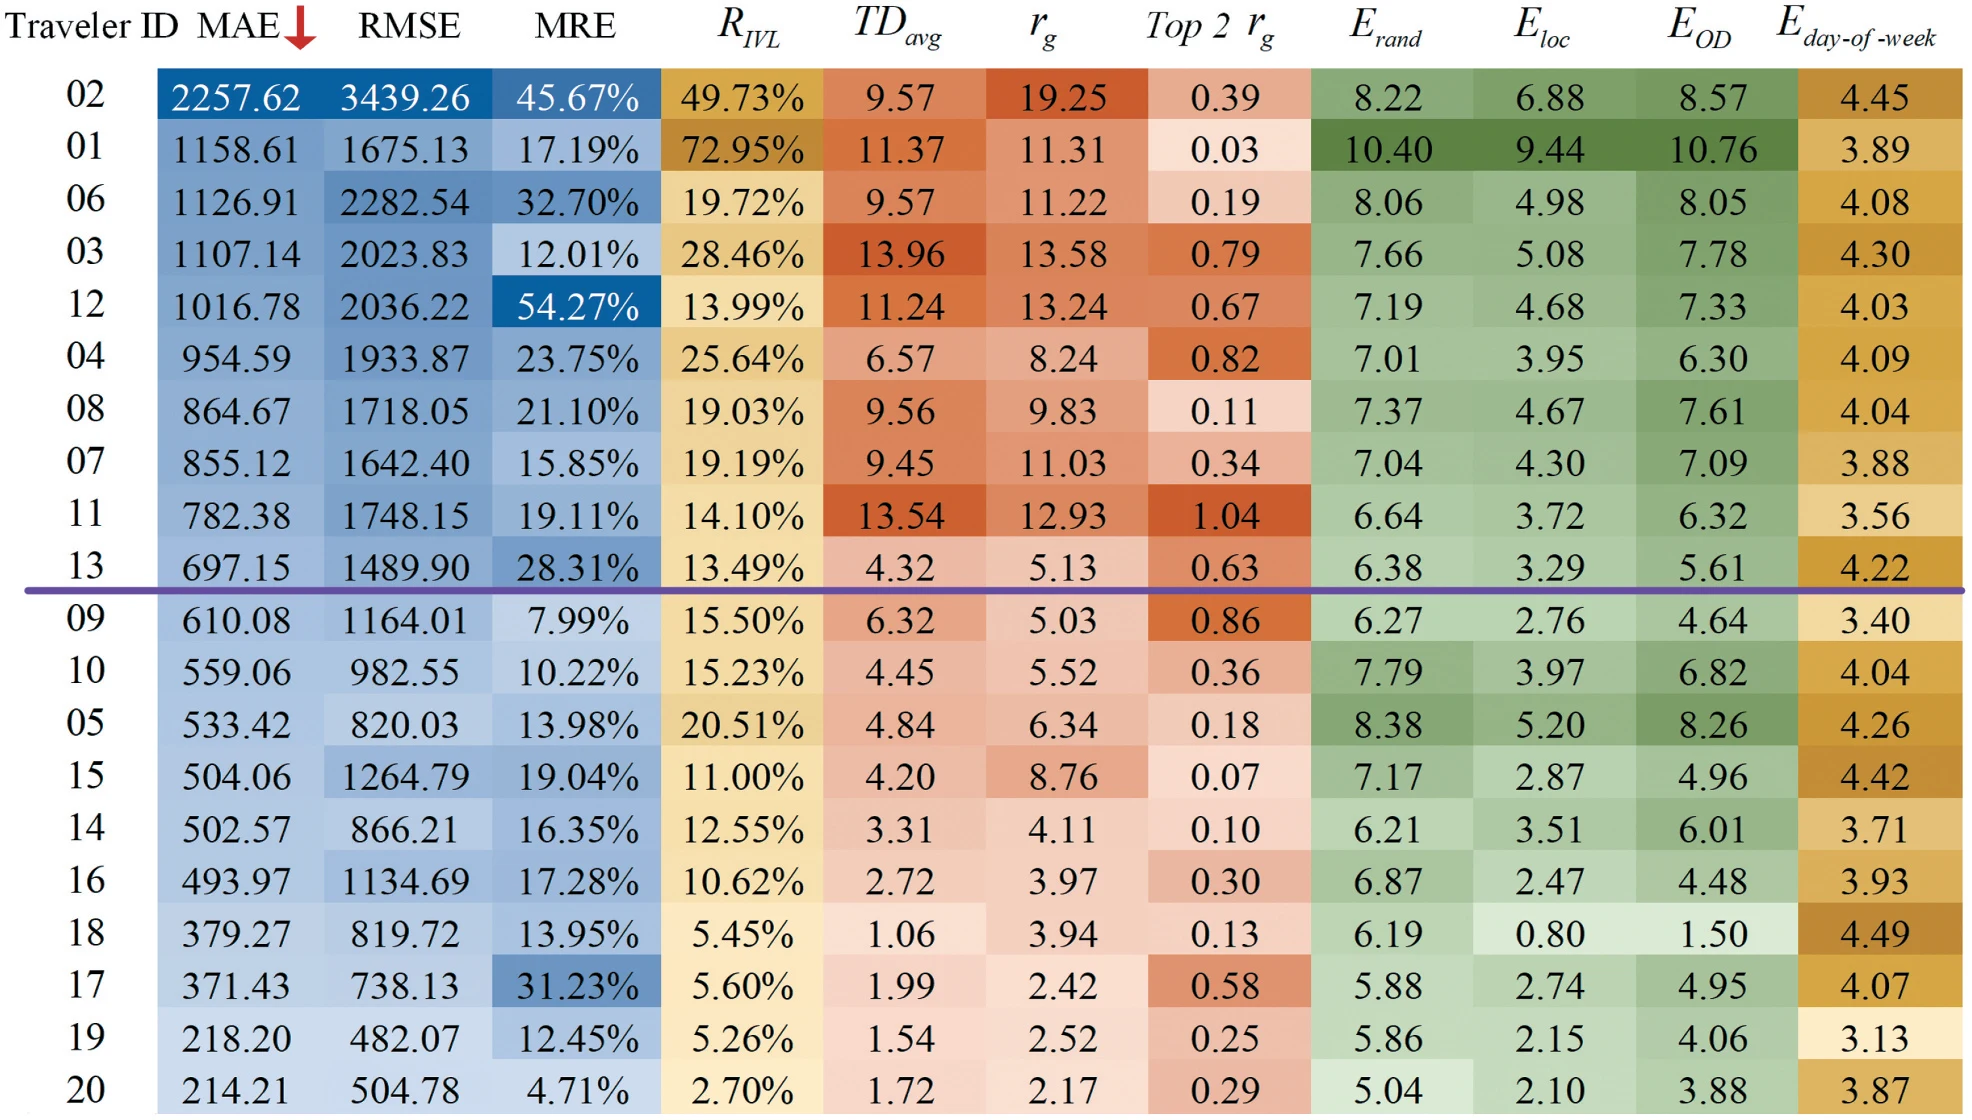 Traveler ID MAE RMSE MRE R_IVL TD_avg r_g Top 2 r_g E_rand E_loc E_OD E_day-of-week
02 2257.62 3439.26 45.67% 49.73% 9.57 19.25 0.39 8.22 6.88 8.57 4.45
01 1158.61 1675.13 17.19% 72.95% 11.37 11.31 0.03 10.40 9.44 10.76 3.89
06 1126.91 2282.54 32.70% 19.72% 9.57 11.22 0.19 8.06 4.98 8.05 4.08
03 1107.14 2023.83 12.01% 28.46% 13.96 13.58 0.79 7.66 5.08 7.78 4.30
12 1016.78 2036.22 54.27% 13.99% 11.24 13.24 0.67 7.19 4.68 7.33 4.03
04 954.59 1933.87 23.75% 25.64% 6.57 8.24 0.82 7.01 3.95 6.30 4.09
08 864.67 1718.05 21.10% 19.03% 9.56 9.83 0.11 7.37 4.67 7.61 4.04
07 855.12 1642.40 15.85% 19.19% 9.45 11.03 0.34 7.04 4.30 7.09 3.88
11 782.38 1748.15 19.11% 14.10% 13.54 12.93 1.04 6.64 3.72 6.32 3.56
13 697.15 1489.90 28.31% 13.49% 4.32 5.13 0.63 6.38 3.29 5.61 4.22
09 610.08 1164.01 7.99% 15.50% 6.32 5.03 0.86 6.27 2.76 4.64 3.40
10 559.06 982.55 10.22% 15.23% 4.45 5.52 0.36 7.79 3.97 6.82 4.04
05 533.42 820.03 13.98% 20.51% 4.84 6.34 0.18 8.38 5.20 8.26 4.26
15 504.06 1264.79 19.04% 11.00% 4.20 8.76 0.07 7.17 2.87 4.96 4.42
14 502.57 866.21 16.35% 12.55% 3.31 4.11 0.10 6.21 3.51 6.01 3.71
16 493.97 1134.69 17.28% 10.62% 2.72 3.97 0.30 6.87 2.47 4.48 3.93
18 379.27 819.72 13.95% 5.45% 1.06 3.94 0.13 6.19 0.80 1.50 4.49
17 371.43 738.13 31.23% 5.60% 1.99 2.42 0.58 5.88 2.74 4.95 4.07
19 218.20 482.07 12.45% 5.26% 1.54 2.52 0.25 5.86 2.15 4.06 3.13
20 214.21 504.78 4.71% 2.70% 1.72 2.17 0.29 5.04 2.10 3.88 3.87